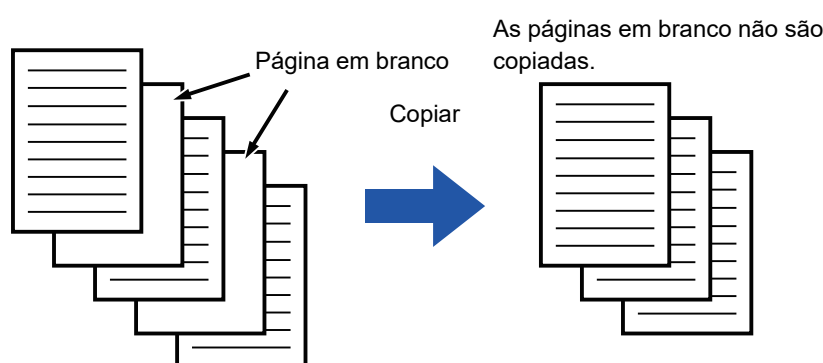 Página em branco
Copiar
As páginas em branco não são
copiadas.